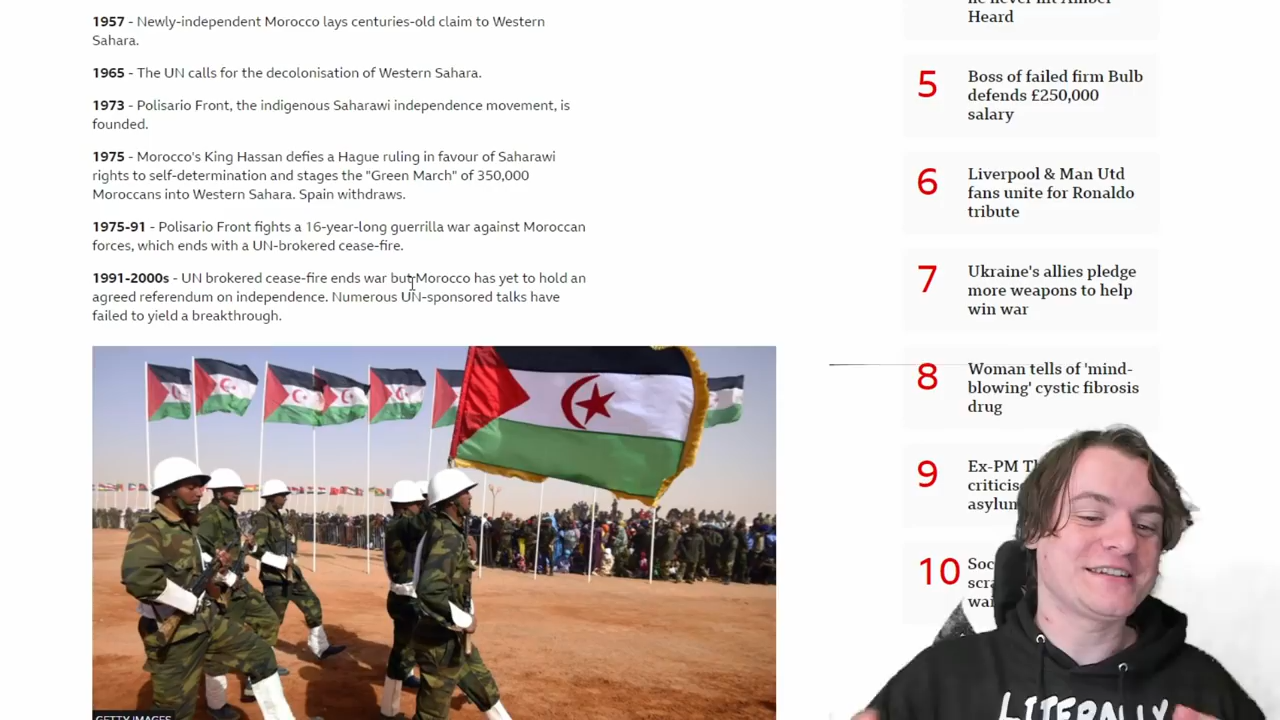 1957 - Newly-independent Morocco lays centuries-old claim to Western
Sahara.
1965 - The UN calls for the decolonisation of Western Sahara.
1973 - Polisario Front, the indigenous Saharawi independence movement, is
founded.
1975 - Morocco's King Hassan defies a Hague ruling in favour of Saharawi
rights to self-determination and stages the "Green March" of 350,000
Moroccans into Western Sahara. Spain withdraws.
1975-91 - Polisario Front fights a 16-year-long guerrilla war against Moroccan
forces, which ends with a UN-brokered cease-fire.
1991-2000s - UN brokered cease-fire ends war but Morocco has yet to hold an
agreed referendum on independence. Numerous UN-sponsored talks have
failed to yield a breakthrough.
GETTY IMAGES
Heard
5
Boss of failed firm Bulb
defends £250,000
salary
6
Liverpool & Man Utd
fans unite for Ronaldo
tribute
7
Ukraine's allies pledge
more weapons to help
win war
8
Woman tells of 'mind-
blowing' cystic fibrosis
drug
9
Ex-PM
10
LITERALLY